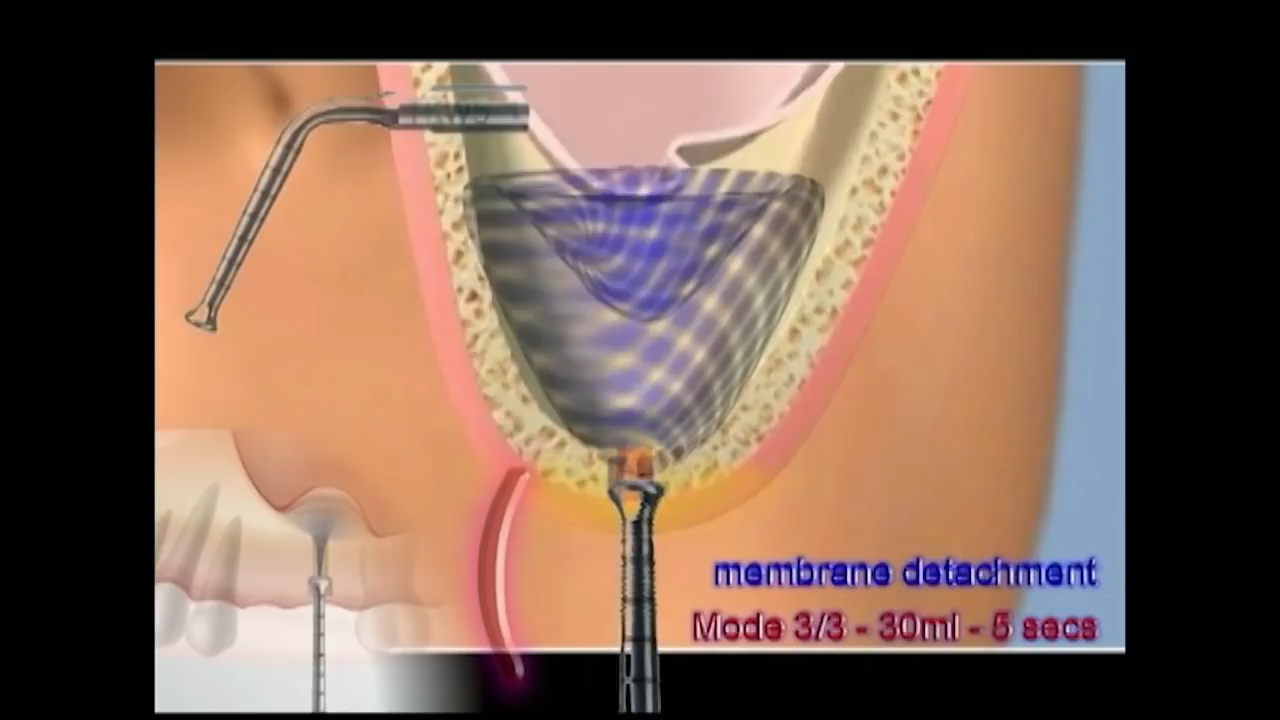 membrane detachment
Mode 3/3 - 30ml - 5 secs